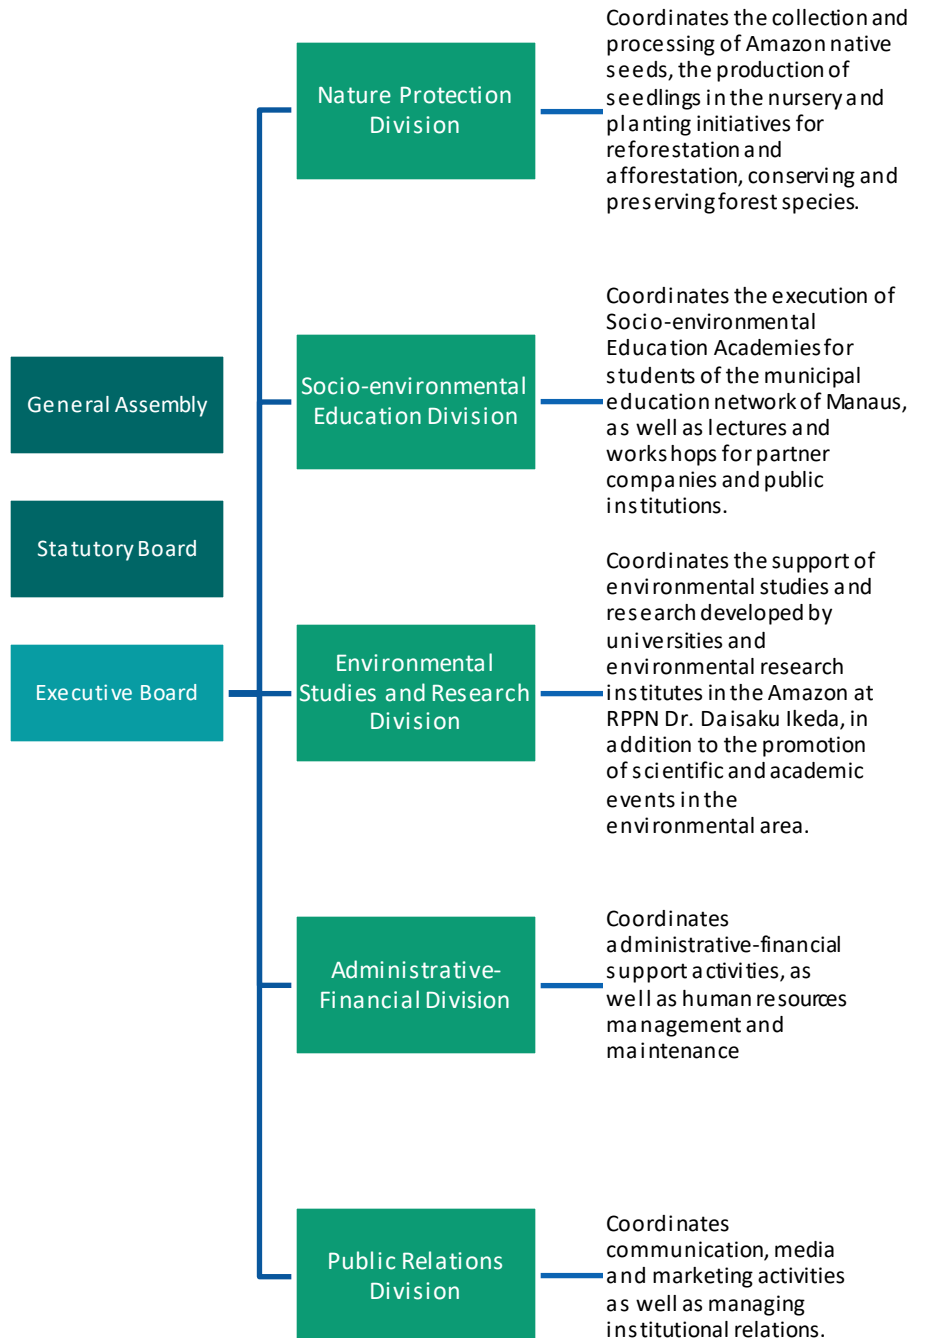 General Assembly
Statutory Board
Executive Board
Nature Protection
Division
Coordinates the collection and
processing of Amazon native
seeds, the production of
seedlings in the nursery and
planting initiatives for
reforestation and
afforestation, conserving and
preserving forest species.
Socio-environmental
Education Division
Coordinates the execution of
Socio-environmental
Education Academies for
students of the municipal
education network of Manaus,
as well as lectures and
workshops for partner
companies and public
institutions.
Environmental
Studies and Research
Division
Coordinates the support of
environmental studies and
research developed by
universities and
environmental research
institutes in the Amazon at
RPPN Dr. Daisaku Ikeda, in
addition to the promotion
of scientific and academic
events in the
environmental area.
Administrative-
Financial Division
Coordinates
administrative-financial
support activities, as
well as human resources
management and
maintenance
Public Relations
Division
Coordinates
communication, media
and marketing activities
as well as managing
institutional relations.